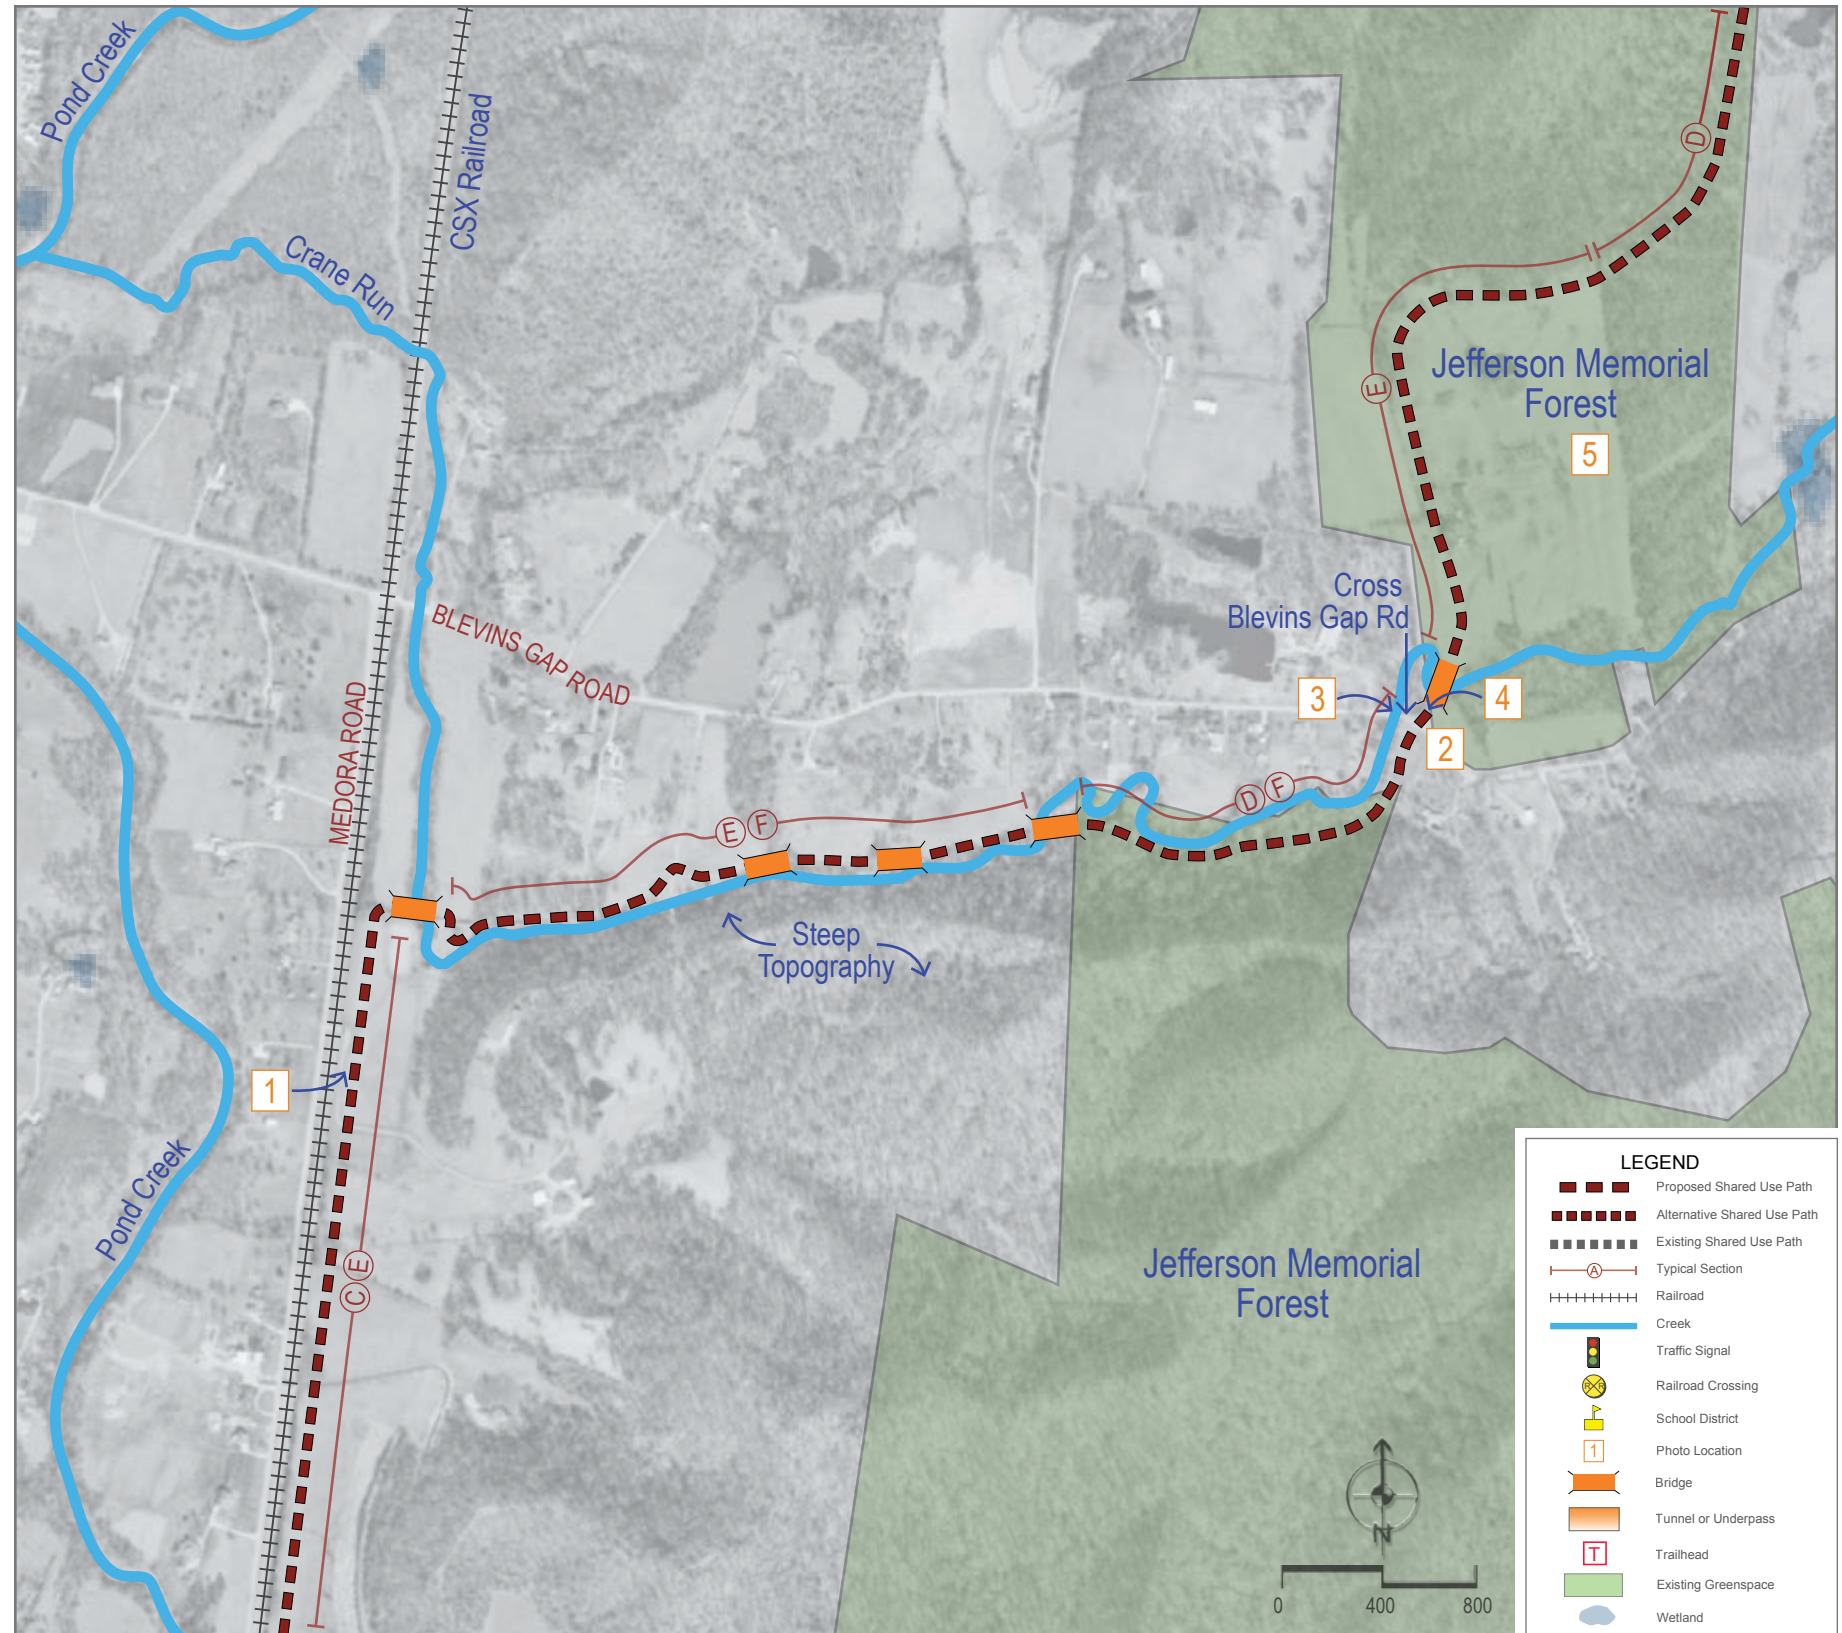 Pond Creek
CSX Railroad
Crane Run
D
E
Jefferson Memorial
Forest
5
Cross
Blevins Gap Rd
BLEVINS GAP ROAD
MEDORA ROAD
3
4
2
D F
E F
Steep
Topography
1
Pond Creek
C E
Jefferson Memorial
Forest
N
0 400 800
LEGEND
Proposed Shared Use Path
Alternative Shared Use Path
Existing Shared Use Path
A Typical Section
Railroad
Creek
Traffic Signal
R R Railroad Crossing
School District
1 Photo Location
Bridge
Tunnel or Underpass
T Trailhead
Existing Greenspace
Wetland